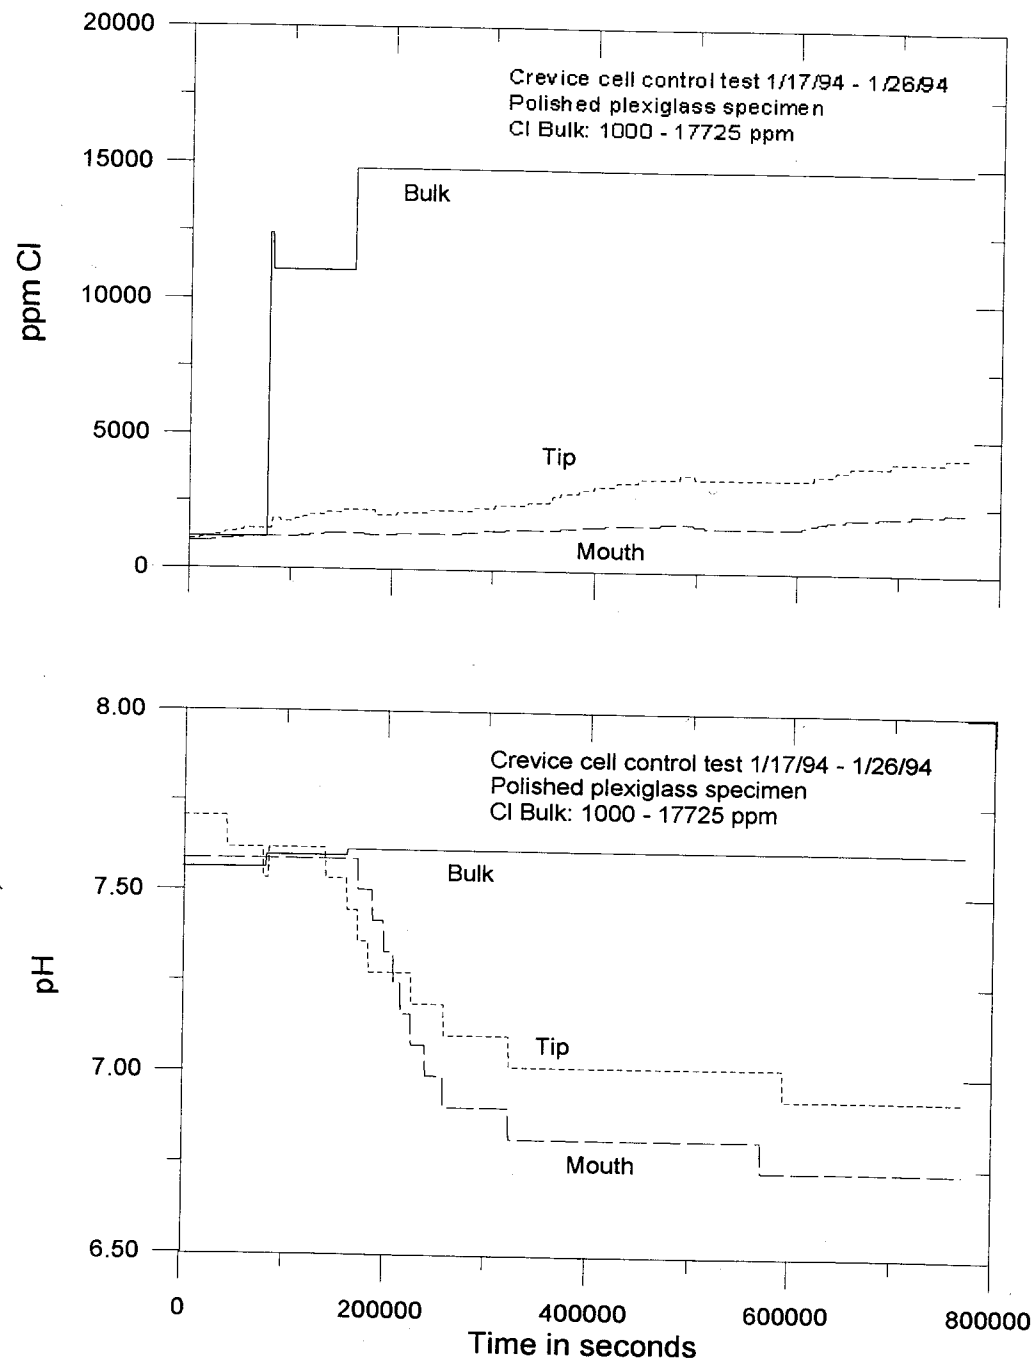 20000
15000
10000
5000
0
ppm Cl
Crevice cell control test 1/17/94 - 1/26/94
Polished plexiglass specimen
Cl Bulk: 1000 - 17725 ppm
Bulk
Tip
Mouth
8.00
7.50
7.00
6.50
pH
Crevice cell control test 1/17/94 - 1/26/94
Polished plexiglass specimen
Cl Bulk: 1000 - 17725 ppm
Bulk
Tip
Mouth
0 200000 400000 600000 800000
Time in seconds